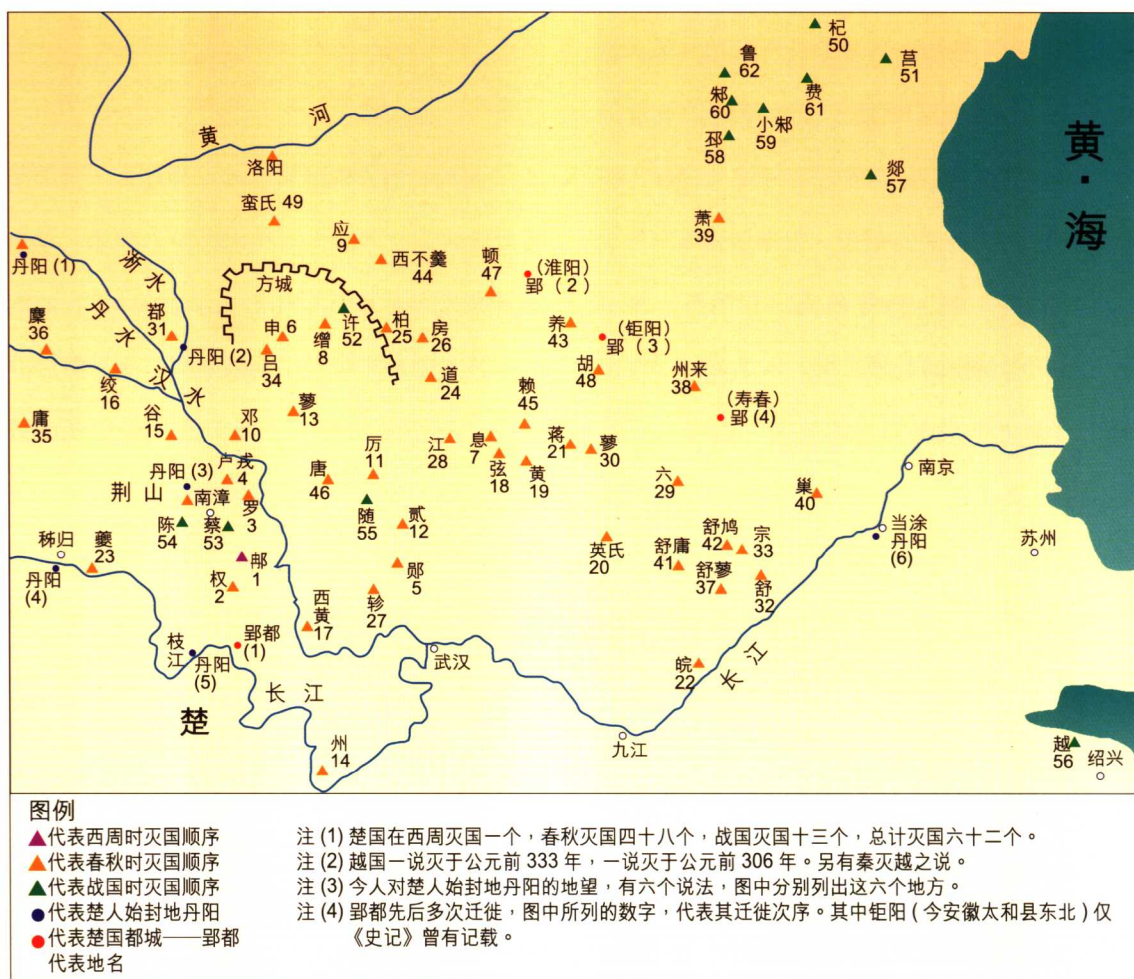 杞
50
鲁
62
莒
51
费
61
邾
60
小邾
59
邳
58
郯
57
黄·海
黄河
洛阳
蛮氏 49
萧
39
应
9
西不羹
44
顿
47
(淮阳)
郢(2)
丹阳 (1)
淅水
丹水
汉水
方城
麇
36
鄀
31
丹阳 (2)
申 6
吕
34
缯
8
许
52
柏
25
房
26
养
43
(钜阳)
郢(3)
绞
16
道
24
胡
48
州来
38
庸
35
谷
15
邓
10
蓼
13
赖
45
(寿春)
郢(4)
江
28
息
7
弦
18
黄
19
蒋
21
蓼
30
丹阳 (3)
荆山
南漳
卢戎
4
罗
3
唐
46
厉
11
六
29
巢
40
南京
陈
54
蔡
53
随
55
贰
12
秭归
夔
23
邮
1
英氏
20
舒鸠
42
宗
33
当涂
丹阳
(6)
苏州
丹阳
(4)
权
2
郧
5
舒庸
41
舒蓼
37
舒
32
西黄
17
轸
27
枝江
丹阳
(5)
郢都
(1)
武汉
皖
22
长江
楚
长江
州
14
九江
越
56
绍兴
图例
代表西周时灭国顺序
代表春秋时灭国顺序
代表战国时灭国顺序
代表楚人始封地丹阳
代表楚国都城——郢都
代表地名
注 (1) 楚国在西周灭国一个，春秋灭国四十八个，战国灭国十三个，总计灭国六十二个。
注 (2) 越国一说灭于公元前 333 年，一说灭于公元前 306 年。另有秦灭越之说。
注 (3) 今人对楚人始封地丹阳的地望，有六个说法，图中分别列出这六个地方。
注 (4) 郢都先后多次迁徙，图中所列的数字，代表其迁徙次序。其中钜阳 ( 今安徽太和县东北 ) 仅
《史记》曾有记载。